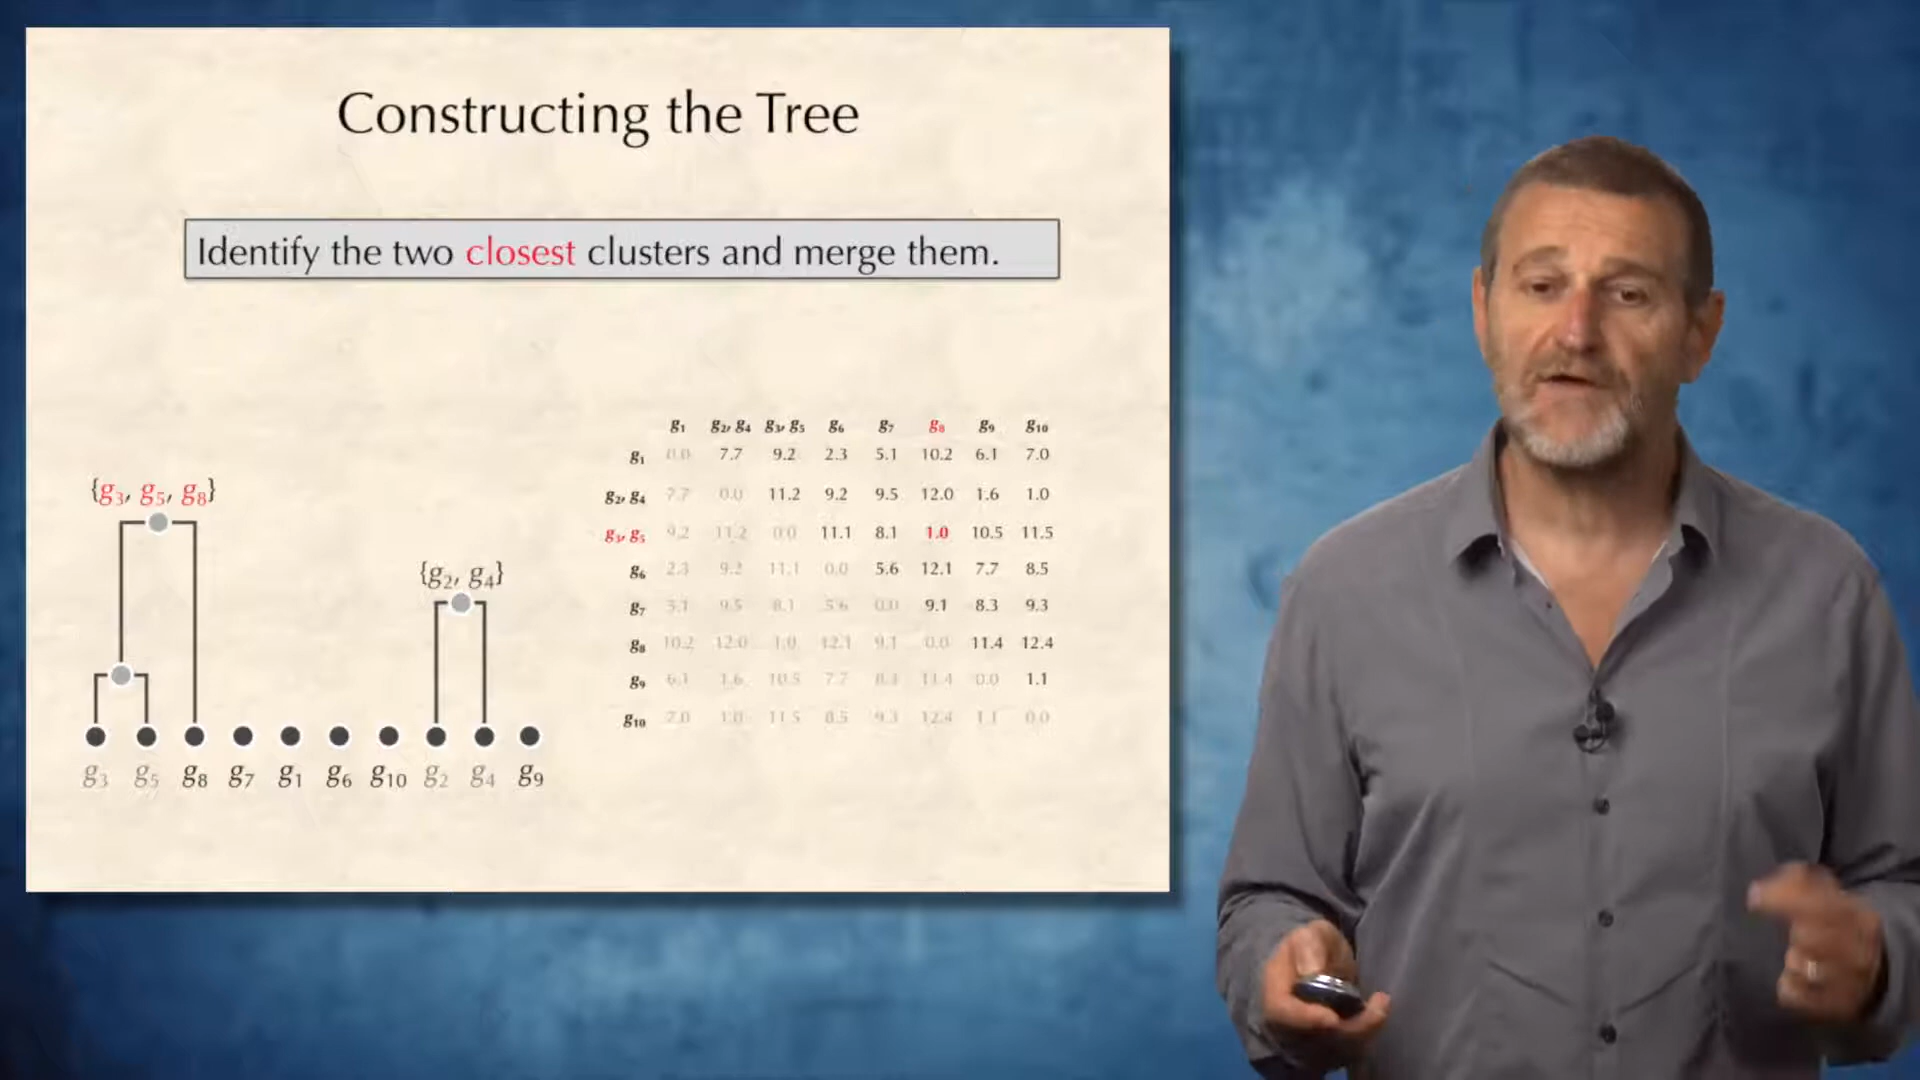 Constructing the Tree
Identify the two closest clusters and merge them.
{g3, g5, g8}
{g2, g4}
g3 g5 g8 g7 g1 g6 g10 g2 g4 g9
g1 g2, g4 g3, g5 g6 g7 g8 g9 g10
g1 0.0 7.7 9.2 2.3 5.1 10.2 6.1 7.0
g2, g4 7.7 0.0 11.2 9.2 9.5 12.0 1.6 1.0
g3, g5 9.2 11.2 0.0 11.1 8.1 1.0 10.5 11.5
g6 2.3 9.2 11.1 0.0 5.6 12.1 7.7 8.5
g7 5.1 9.5 8.1 5.6 0.0 9.1 8.3 9.3
g8 10.2 12.0 1.0 12.1 9.1 0.0 11.4 12.4
g9 6.1 1.6 10.5 7.7 8.3 11.4 0.0 1.1
g10 7.0 1.0 11.5 8.5 9.3 12.4 1.1 0.0